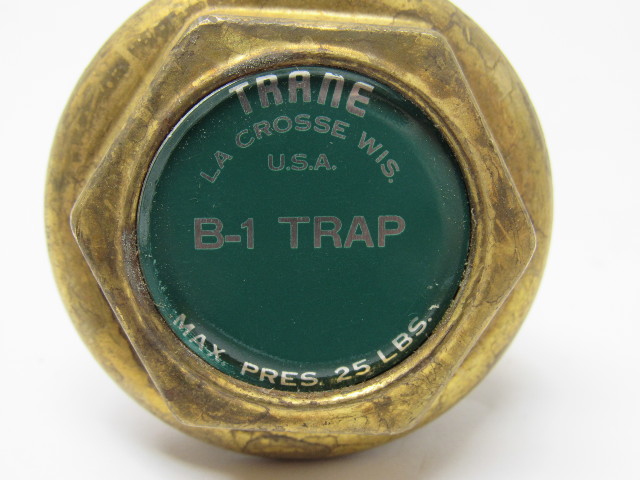 TRANE
LA CROSSE WIS.
U.S.A.
B-1 TRAP
MAX. PRES. 25 LBS.